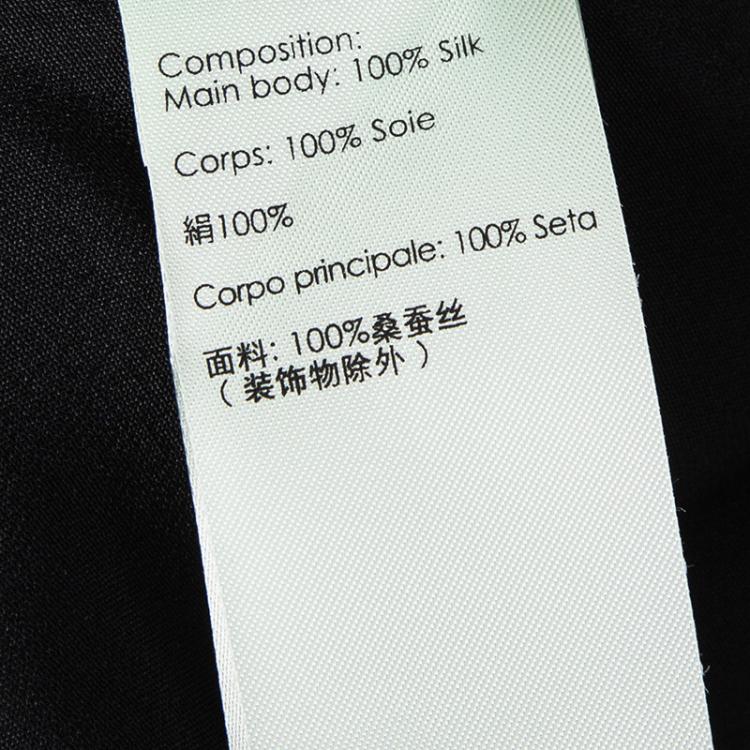 Composition:
Main body: 100% Silk
Corps: 100% Soie
絹100%
Corpo principale: 100% Seta
面料: 100%桑蚕丝
（装饰物除外）